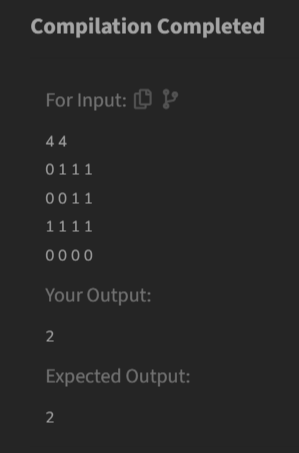 Compilation Completed
For Input:
4 4
0 1 1 1
0 0 1 1
1 1 1 1
0 0 0 0
Your Output:
2
Expected Output:
2